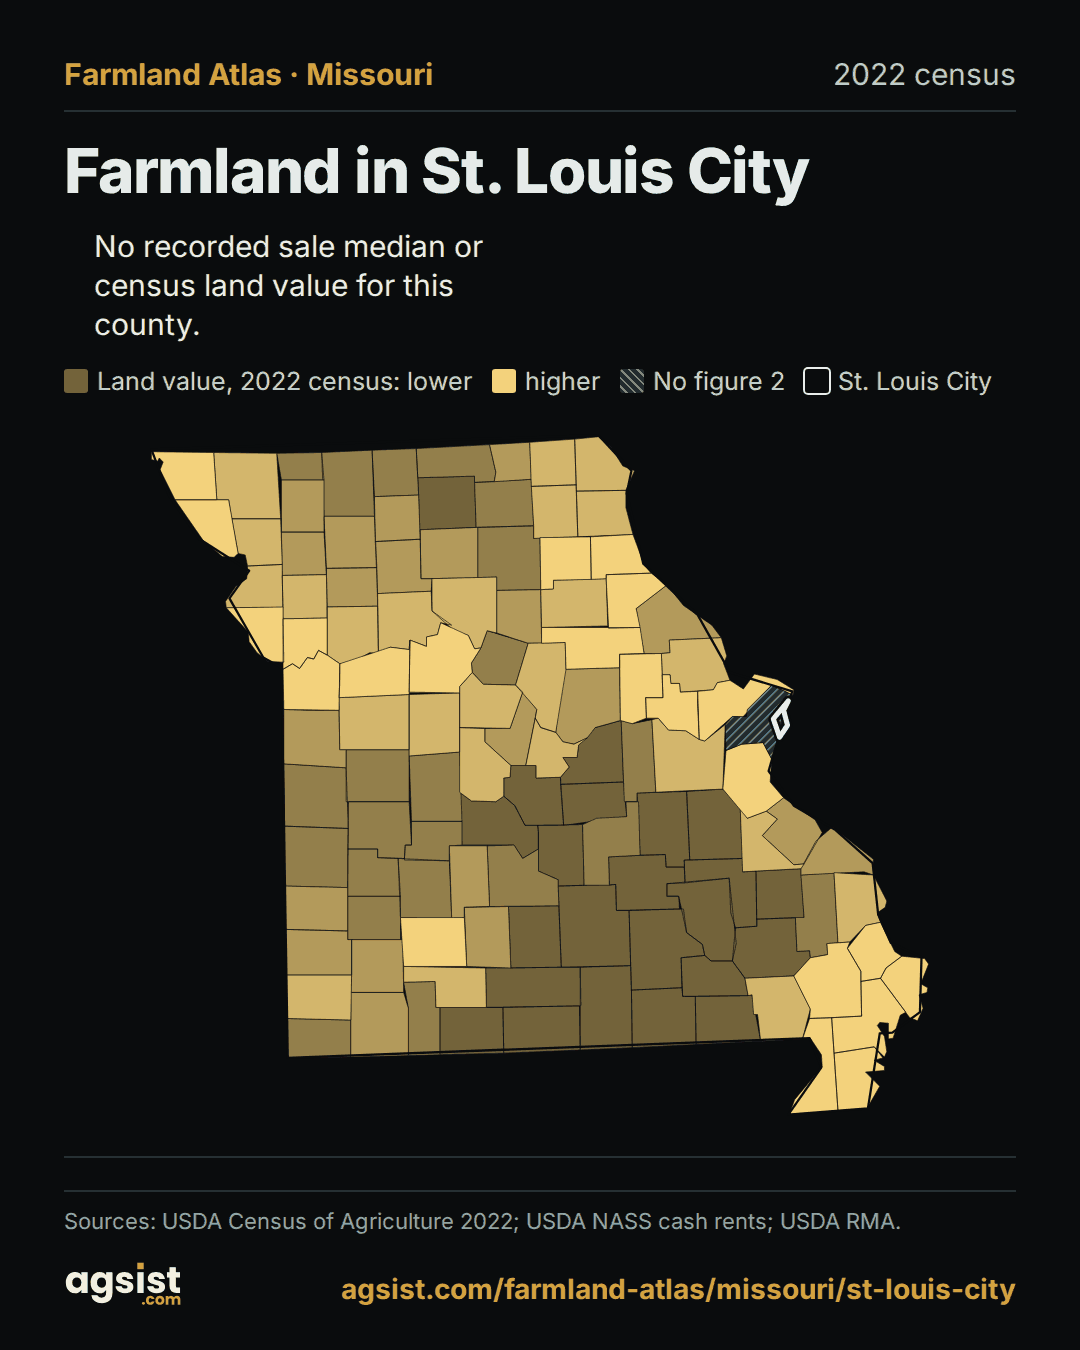 Farmland Atlas · Missouri
2022 census
Farmland in St. Louis City
No recorded sale median or
census land value for this
county.
Land value, 2022 census: lower higher No figure 2 St. Louis City
Sources: USDA Census of Agriculture 2022; USDA NASS cash rents; USDA RMA.
agsist
.com
agsist.com/farmland-atlas/missouri/st-louis-city